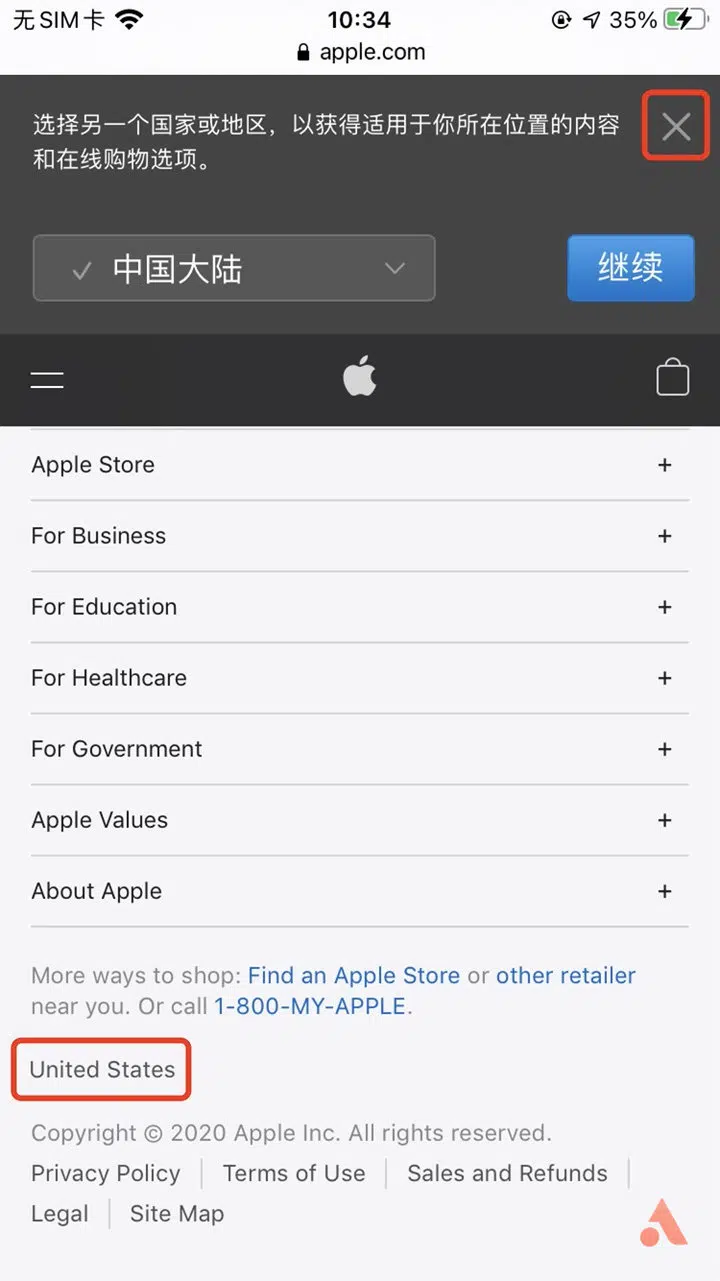 无SIM卡 10:34 35%
apple.com
选择另一个国家或地区，以获得适用于你所在位置的内容
和在线购物选项。
中国大陆 继续
Apple Store +
For Business +
For Education +
For Healthcare +
For Government +
Apple Values +
About Apple +
More ways to shop: Find an Apple Store or other retailer
near you. Or call 1-800-MY-APPLE.
United States
Copyright © 2020 Apple Inc. All rights reserved.
Privacy Policy | Terms of Use | Sales and Refunds |
Legal | Site Map